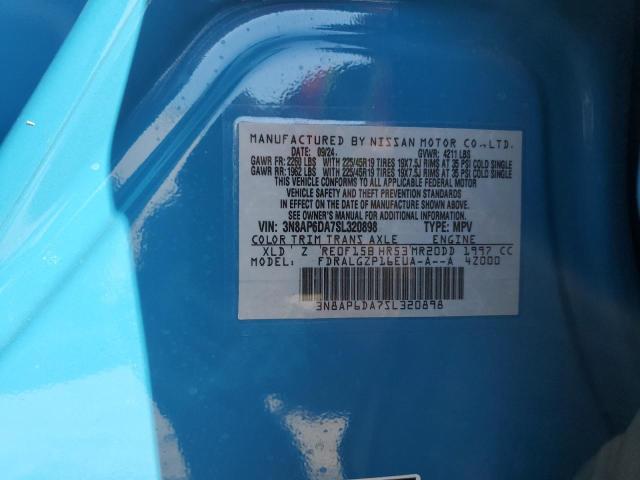 MANUFACTURED BY NISSAN MOTOR CO.,LTD.
DATE: 09/24 GVWR: 4211 LBS
GAWR FR: 2260 LBS WITH 225/45R19 TIRES 19X7.5J RIMS AT 35 PSI COLD SINGLE
GAWR RR: 1962 LBS WITH 225/45R19 TIRES 19X7.5J RIMS AT 35 PSI COLD SINGLE
THIS VEHICLE CONFORMS TO ALL APPLICABLE FEDERAL MOTOR
VEHICLE SAFETY AND THEFT PREVENTION STANDARDS
IN EFFECT ON THE DATE OF MANUFACTURE SHOWN ABOVE.
SEE OWNER'S MANUAL FOR ADDITIONAL INFORMATION
VIN: 3N8AP6DA7SL320898 TYPE: MPV
COLOR TRIM TRANS AXLE ENGINE
XLD Z RE0F15B HR53 MR20DD 1997 CC
MODEL: FDRALGZP16EUA-A--A 4Z000
3N8AP6DA7SL320898